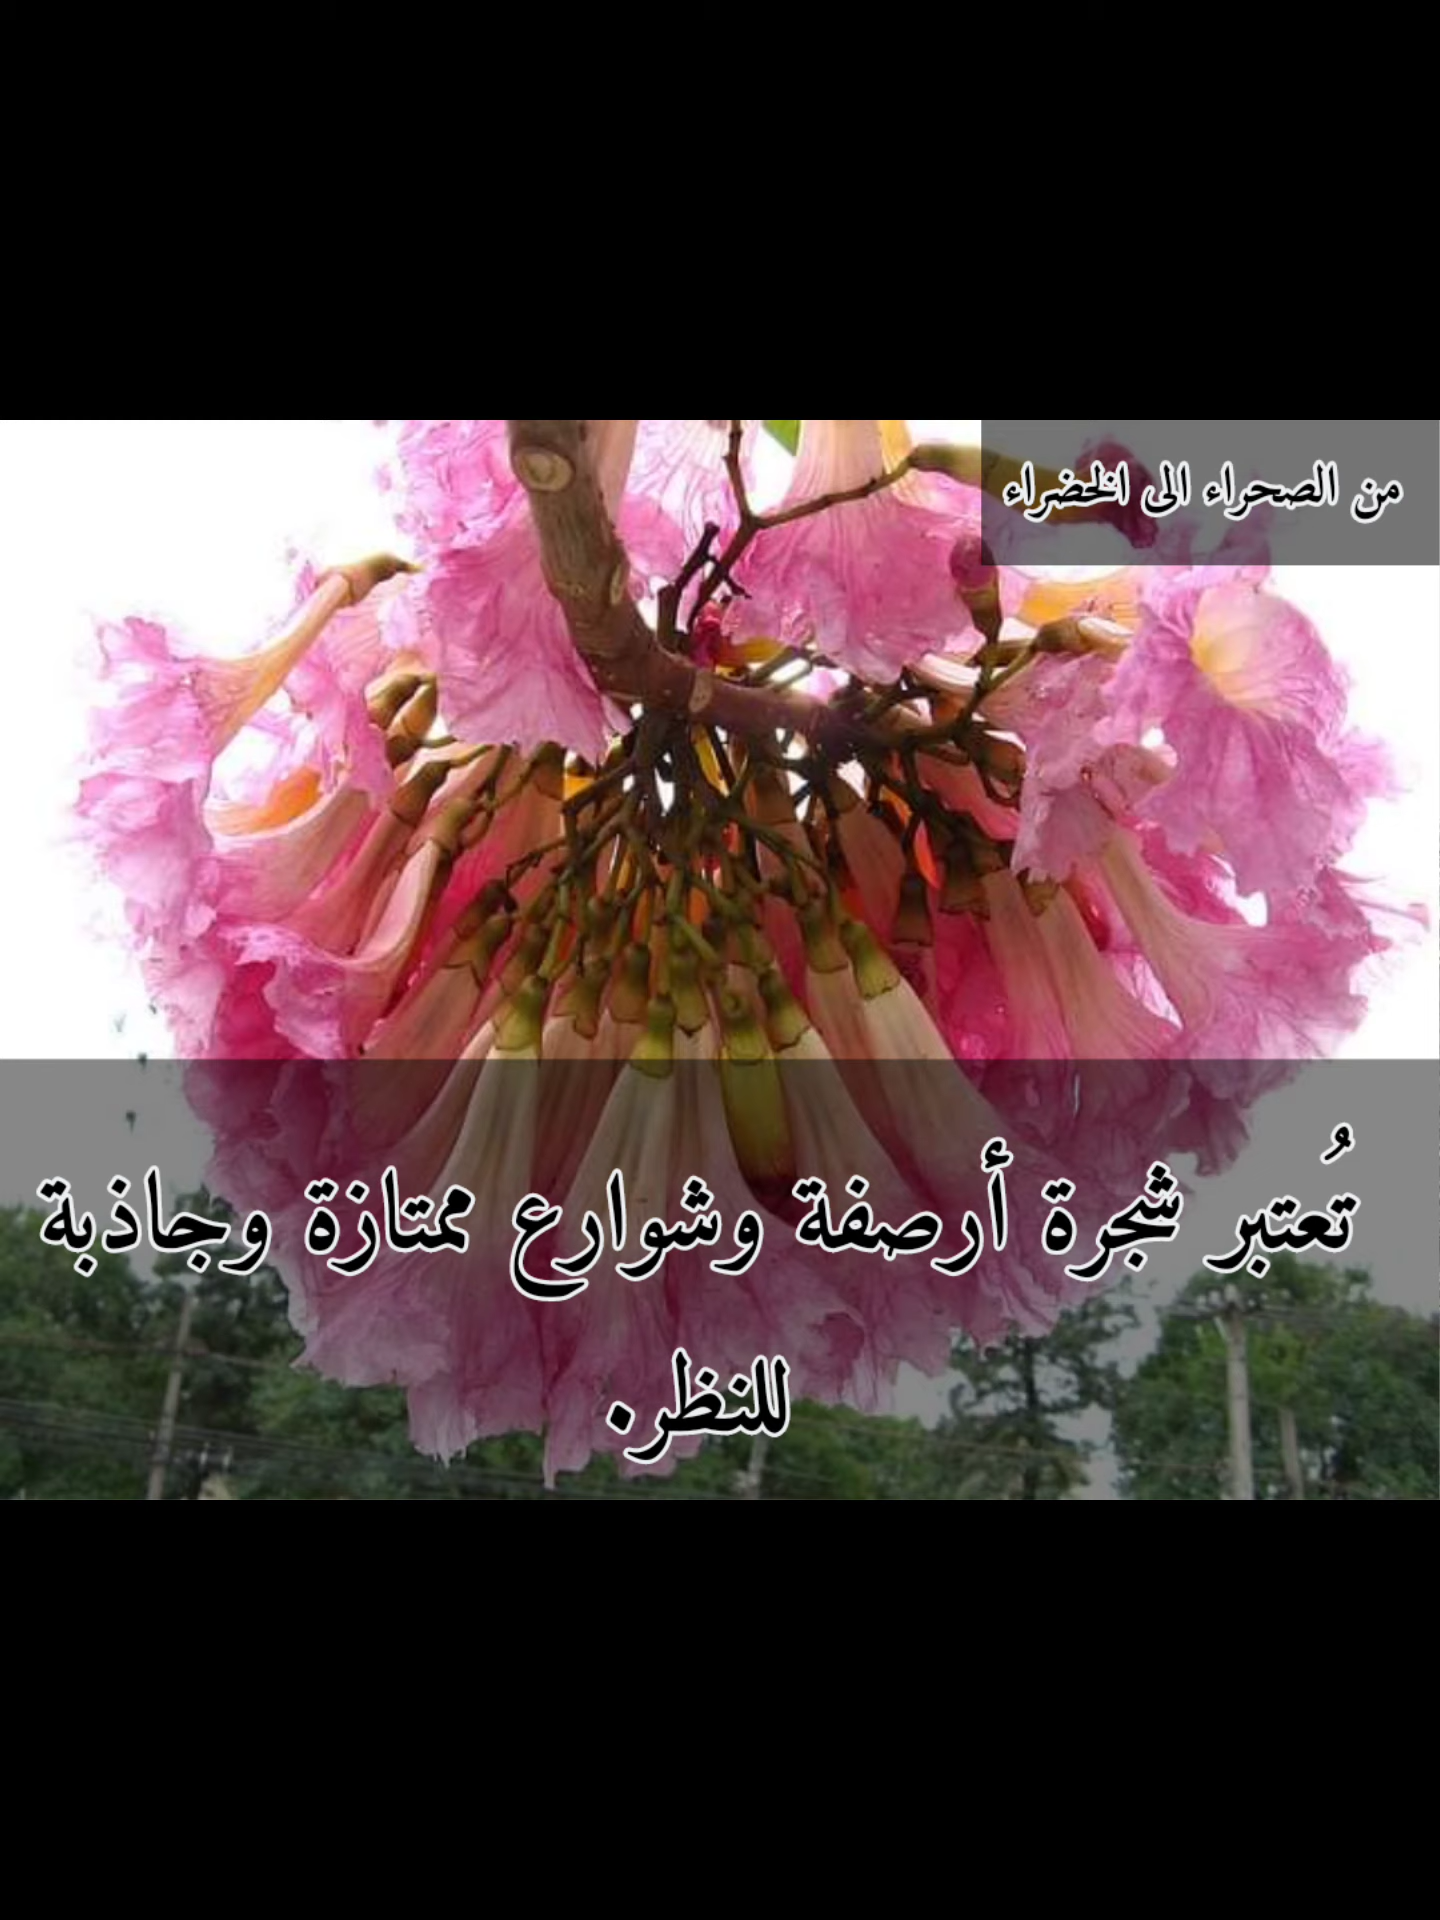 من الصحراء الى الخضراء
تُعتبر شجرة أرصفة وشوارع ممتازة وجاذبة
للنظر.